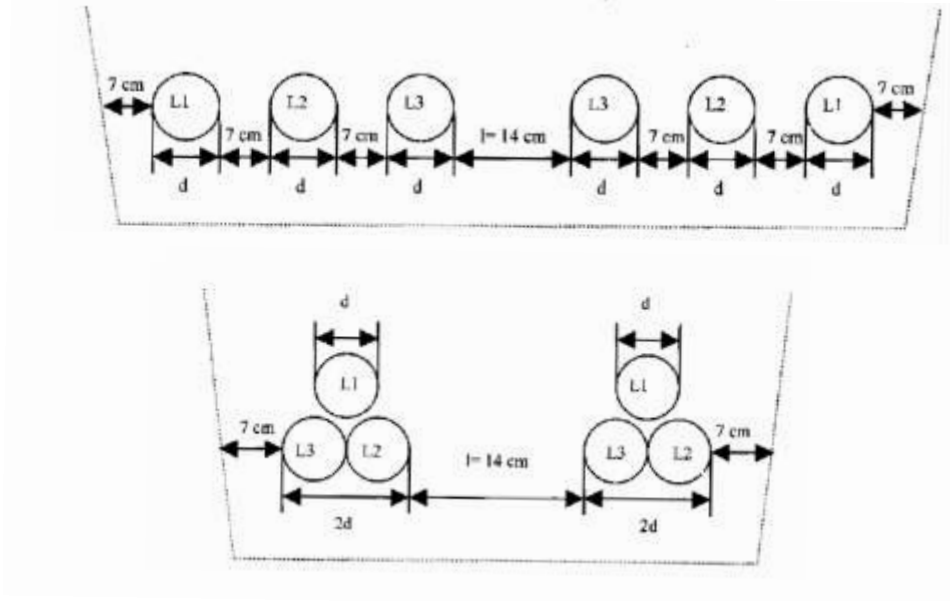 7 cm L1 L2 L3 L3 L2 L1 7 cm
7 cm 7 cm l= 14 cm 7 cm 7 cm
d d d d d d
d d
L1 L1
7 cm L3 L2 L3 L2 7 cm
l= 14 cm
2d 2d